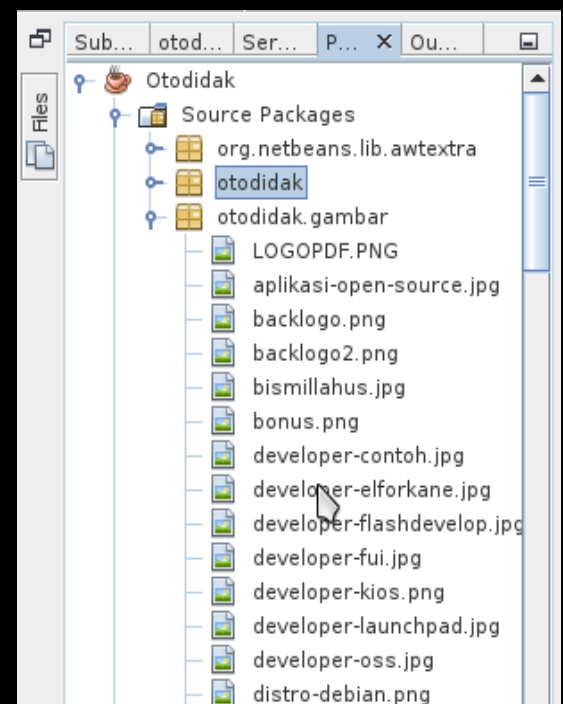 Sub... otod... Ser... P... X Ou...
Files
Otodidak
Source Packages
org.netbeans.lib.awtextra
otodidak
otodidak.gambar
LOGOPDF.PNG
aplikasi-open-source.jpg
backlogo.png
backlogo2.png
bismillahus.jpg
bonus.png
developer-contoh.jpg
developer-elforkane.jpg
developer-flashdevelop.jpg
developer-fui.jpg
developer-kios.png
developer-launchpad.jpg
developer-oss.jpg
distro-debian.png